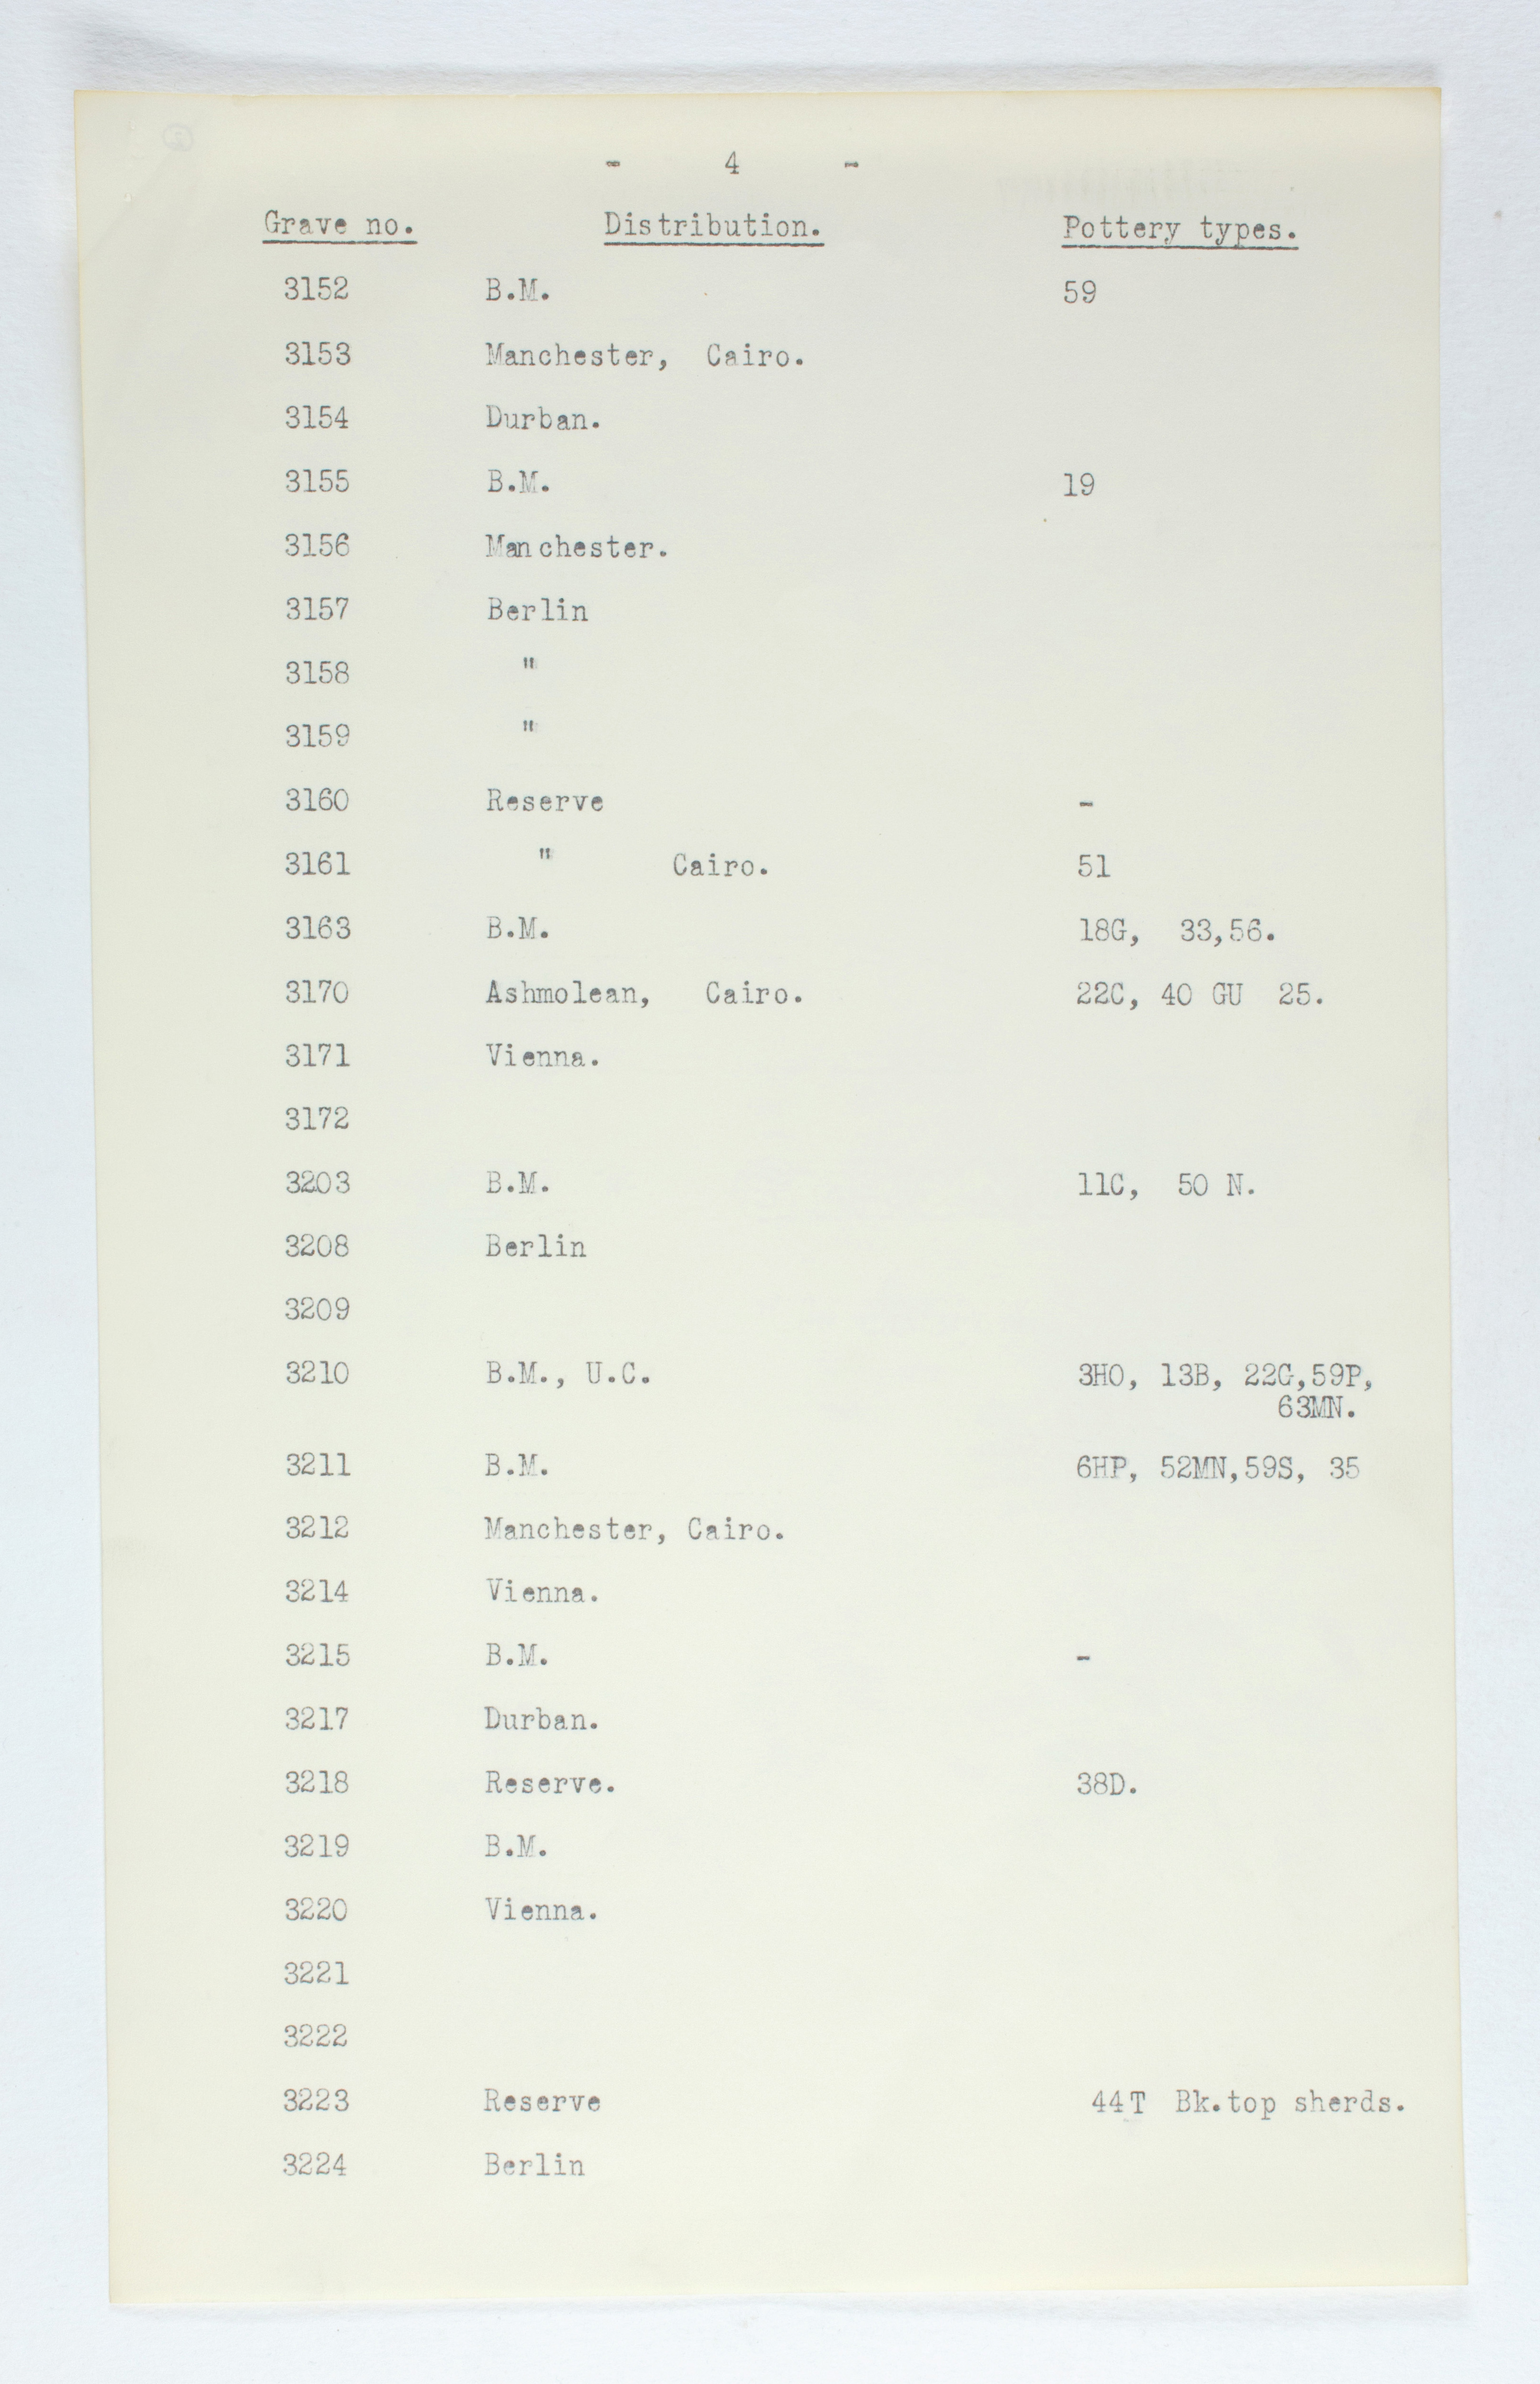 - 4 -
Grave no. Distribution. Pottery types.
3152 B.M. 59
3153 Manchester, Cairo.
3154 Durban.
3155 B.M. 19
3156 Manchester.
3157 Berlin
3158 "
3159 "
3160 Reserve -
3161 " Cairo. 51
3163 B.M. 18G, 33,56.
3170 Ashmolean, Cairo. 22C, 40 GU 25.
3171 Vienna.
3172
3203 B.M. 11C, 50 N.
3208 Berlin
3209
3210 B.M., U.C. 3HO, 13B, 22G,59P,
63MN.
3211 B.M. 6HP, 52MN,59S, 35
3212 Manchester, Cairo.
3214 Vienna.
3215 B.M. -
3217 Durban.
3218 Reserve. 38D.
3219 B.M.
3220 Vienna.
3221
3222
3223 Reserve 44T Bk.top sherds.
3224 Berlin